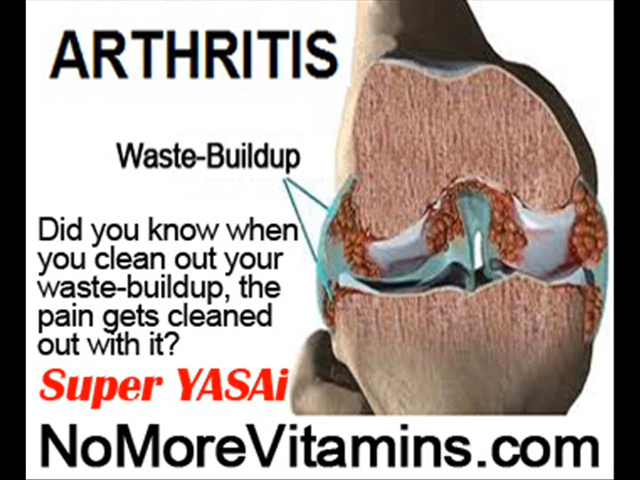 ARTHRITIS
Waste-Buildup
Did you know when
you clean out your
waste-buildup, the
pain gets cleaned
out with it?
Super YASAi
NoMoreVitamins.com